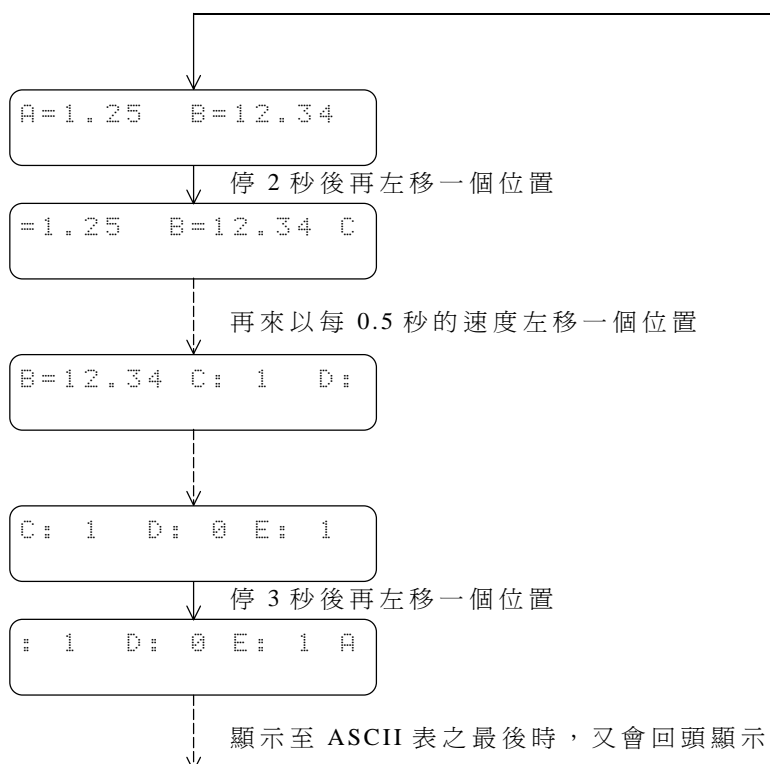 A=1.25  B=12.34
停 2 秒後再左移一個位置
=1.25  B=12.34 C
再來以每 0.5 秒的速度左移一個位置
B=12.34 C: 1  D:
C: 1  D: 0 E: 1
停 3 秒後再左移一個位置
: 1  D: 0 E: 1 A
顯示至 ASCII 表之最後時，又會回頭顯示